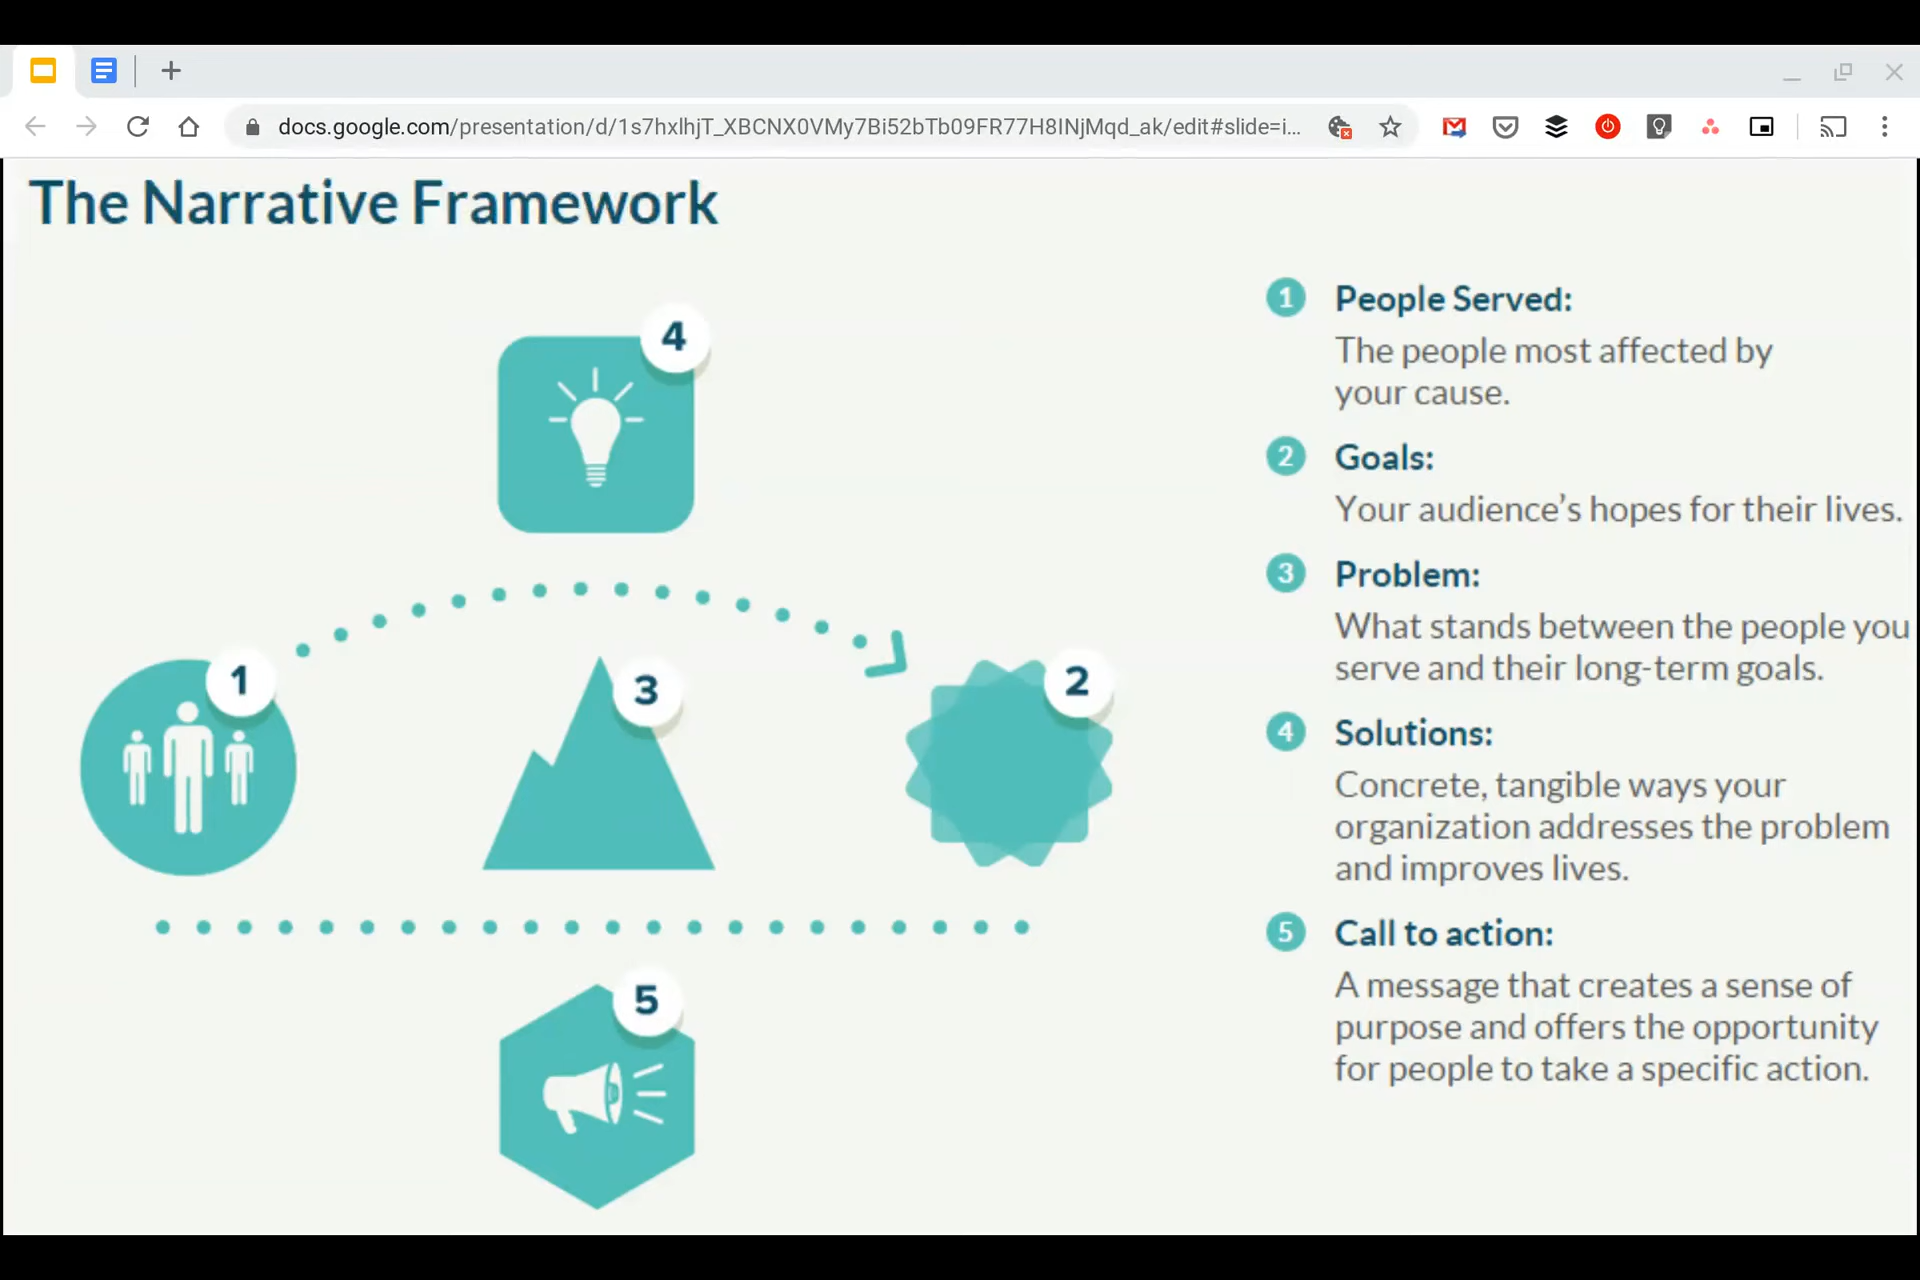 docs.google.com/presentation/d/1s7hxlhjT_XBCNX0VMy7Bi52bTb09FR77H8INjMqd_ak/edit#slide=i...
The Narrative Framework
4
1
3
2
5
1 People Served:
The people most affected by
your cause.
2 Goals:
Your audience's hopes for their lives.
3 Problem:
What stands between the people you
serve and their long-term goals.
4 Solutions:
Concrete, tangible ways your
organization addresses the problem
and improves lives.
5 Call to action:
A message that creates a sense of
purpose and offers the opportunity
for people to take a specific action.